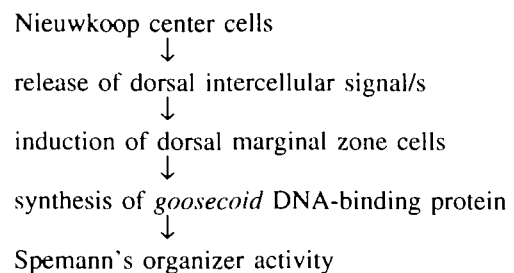 Nieuwkoop center cells
↓
release of dorsal intercellular signal/s
↓
induction of dorsal marginal zone cells
↓
synthesis of goosecoid DNA-binding protein
↓
Spemann's organizer activity